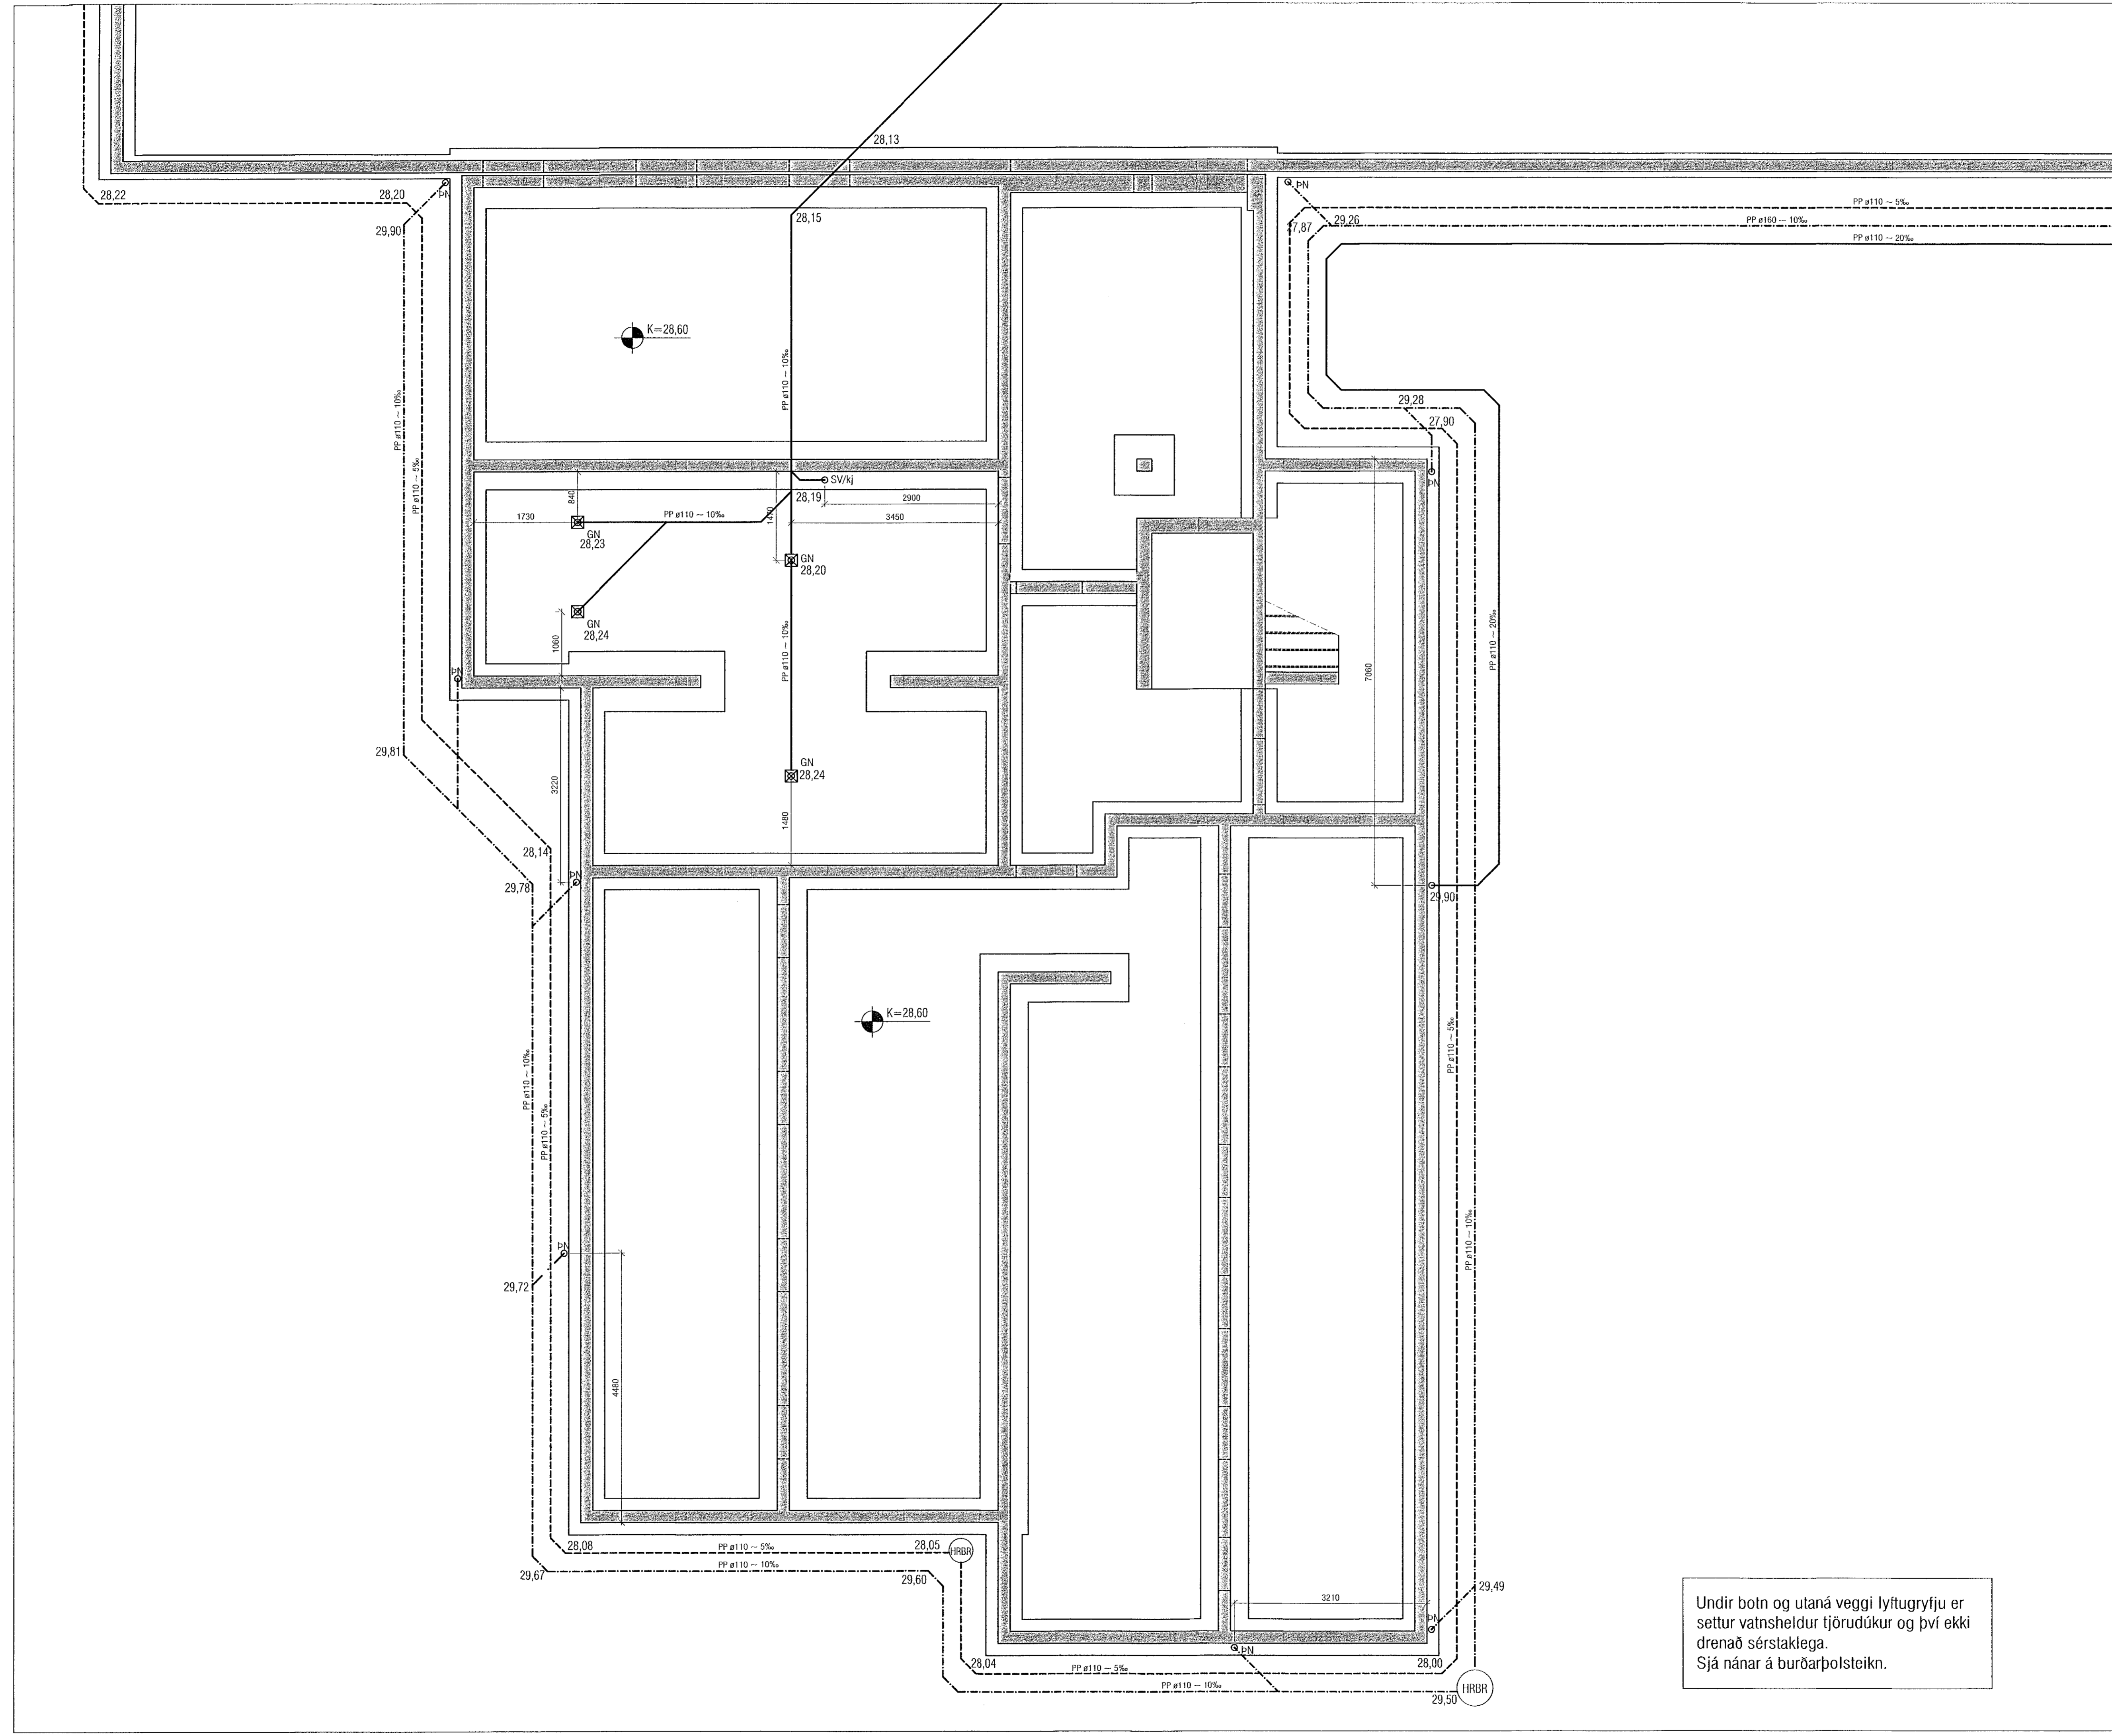 28,13
28,22
28,20
ÞN
29,90
28,15
ÞN
27,87
29,26
PP ø110 ~ 5‰
PP ø160 ~ 10‰
PP ø110 ~ 20‰
K=28,60
PP ø110 ~ 10‰
PP ø110 ~ 10‰
PP ø110 ~ 5‰
29,28
27,90
ÞN
SV/kj
28,19
2900
840
1730
PP ø110 ~ 10‰
3450
GN
28,23
GN
28,20
GN
28,24
1060
PP ø110 ~ 10‰
PP ø110 ~ 20‰
7060
ÞN
29,81
3220
GN
28,24
1480
28,14
ÞN
29,78
29,90
K=28,60
PP ø110 ~ 10‰
PP ø110 ~ 5‰
PP ø110 ~ 5‰
PP ø110 ~ 10‰
ÞN
29,72
4480
28,08
PP ø110 ~ 5‰
28,05
HRBR
PP ø110 ~ 10‰
29,67
29,60
29,49
3210
ÞN
ÞN
28,04
PP ø110 ~ 5‰
28,00
PP ø110 ~ 10‰
29,50
HRBR
Undir botn og utaná veggi lyftugryfju er
settur vatnsheldur tjörudúkur og því ekki
drenað sérstaklega.
Sjá nánar á burðarþolsteikn.